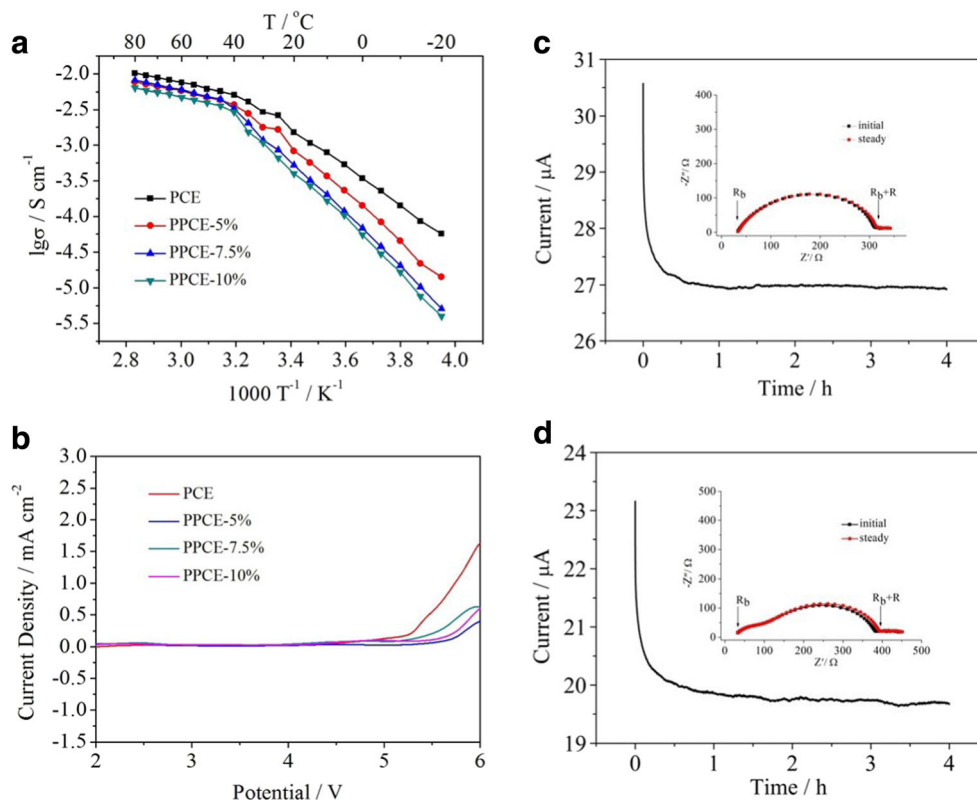 a
T / °C
80 60 40 20 0 -20
-2.0
-2.5
-3.0
-3.5
-4.0
-4.5
-5.0
-5.5
lgσ / S cm⁻¹
PCE
PPCE-5%
PPCE-7.5%
PPCE-10%
2.8 3.0 3.2 3.4 3.6 3.8 4.0
1000 T⁻¹ / K⁻¹
b
3.0
2.5
2.0
1.5
1.0
0.5
0.0
-0.5
-1.0
-1.5
Current Density / mA cm⁻²
PCE
PPCE-5%
PPCE-7.5%
PPCE-10%
2 3 4 5 6
Potential / V
c
31
30
29
28
27
26
Current / μA
400
300
200
100
0
-Z''/ Ω
initial
steady
R_b
R_b+R
0 100 200 300 400
Z'/ Ω
0 1 2 3 4
Time / h
d
24
23
22
21
20
19
Current / μA
500
400
300
200
100
0
-Z''/ Ω
initial
steady
R_b
R_b+R
0 100 200 300 400 500
Z'/ Ω
0 1 2 3 4
Time / h